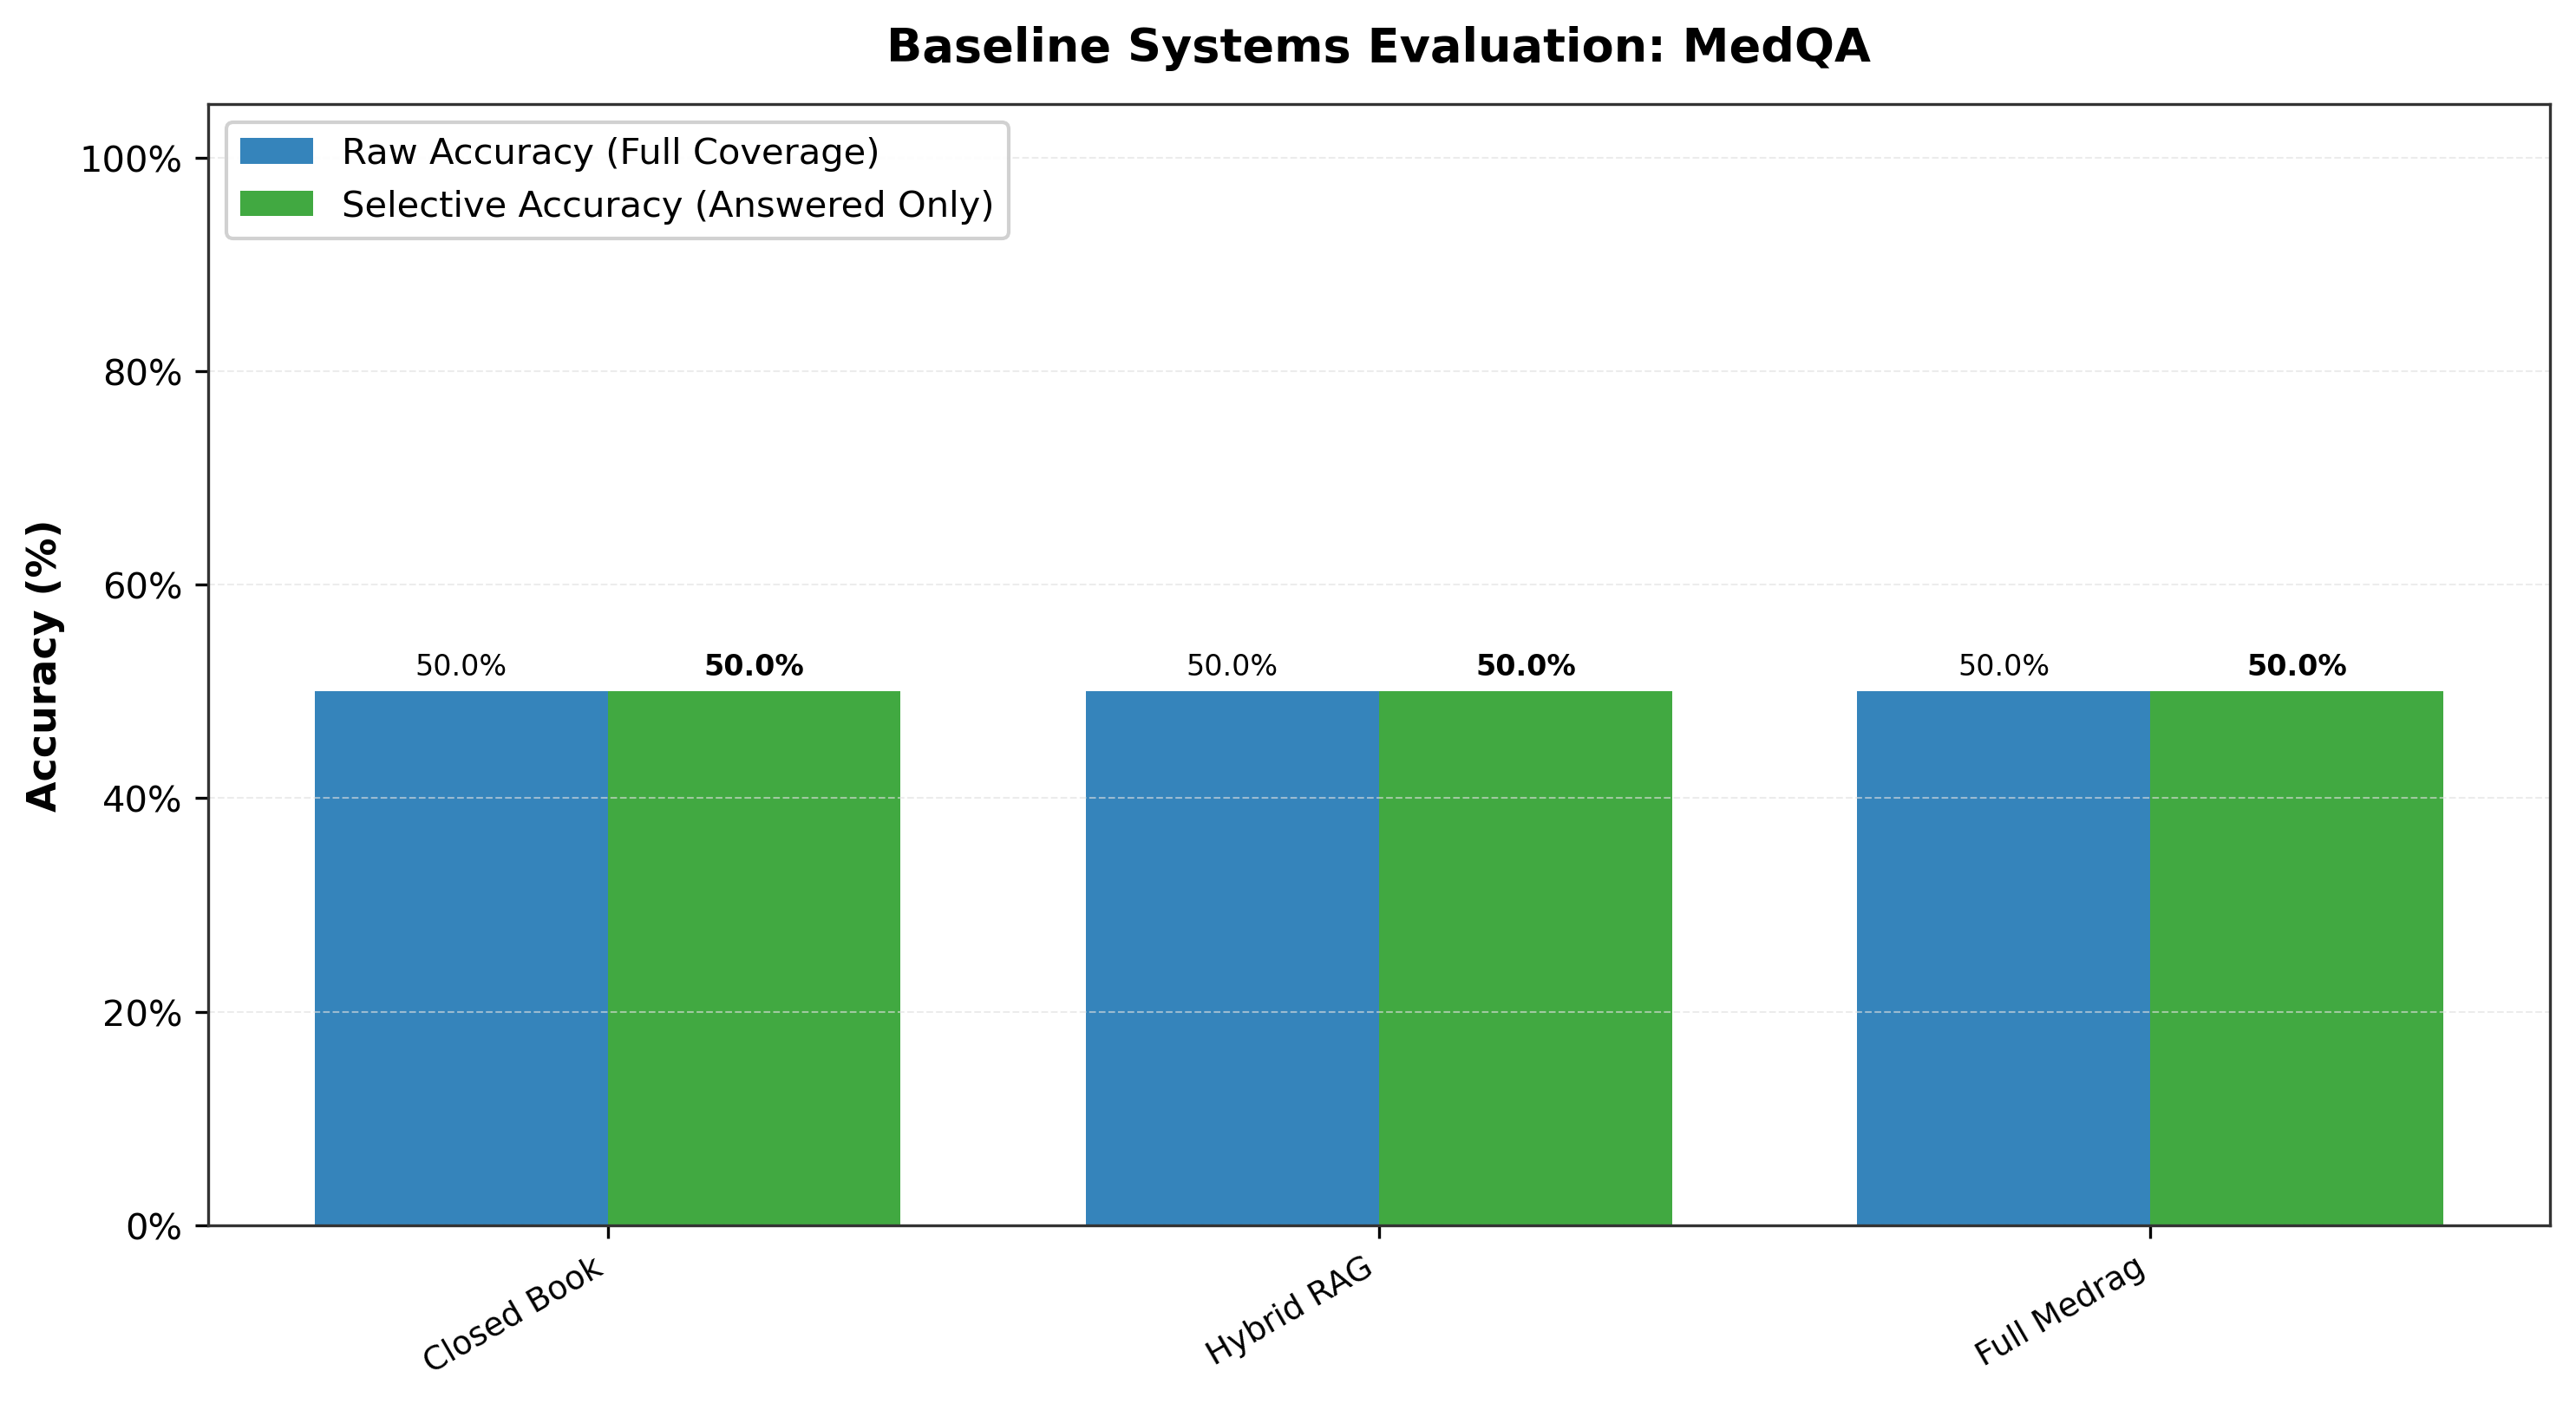 Baseline Systems Evaluation: MedQA
Raw Accuracy (Full Coverage)
Selective Accuracy (Answered Only)
Accuracy (%)
100%
80%
60%
40%
20%
0%
50.0% 50.0% 50.0% 50.0% 50.0% 50.0%
Closed Book Hybrid RAG Full Medrag